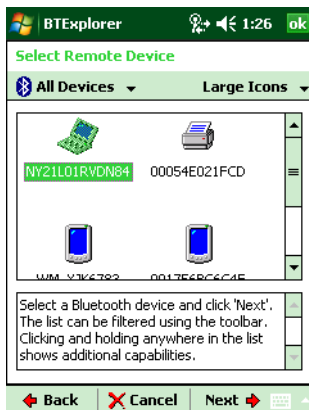 BTExplorer 1:26 ok
Select Remote Device
All Devices Large Icons
NY21L01RVDN84 00054E021FCD
Select a Bluetooth device and click 'Next'.
The list can be filtered using the toolbar.
Clicking and holding anywhere in the list
shows additional capabilities.
Back Cancel Next